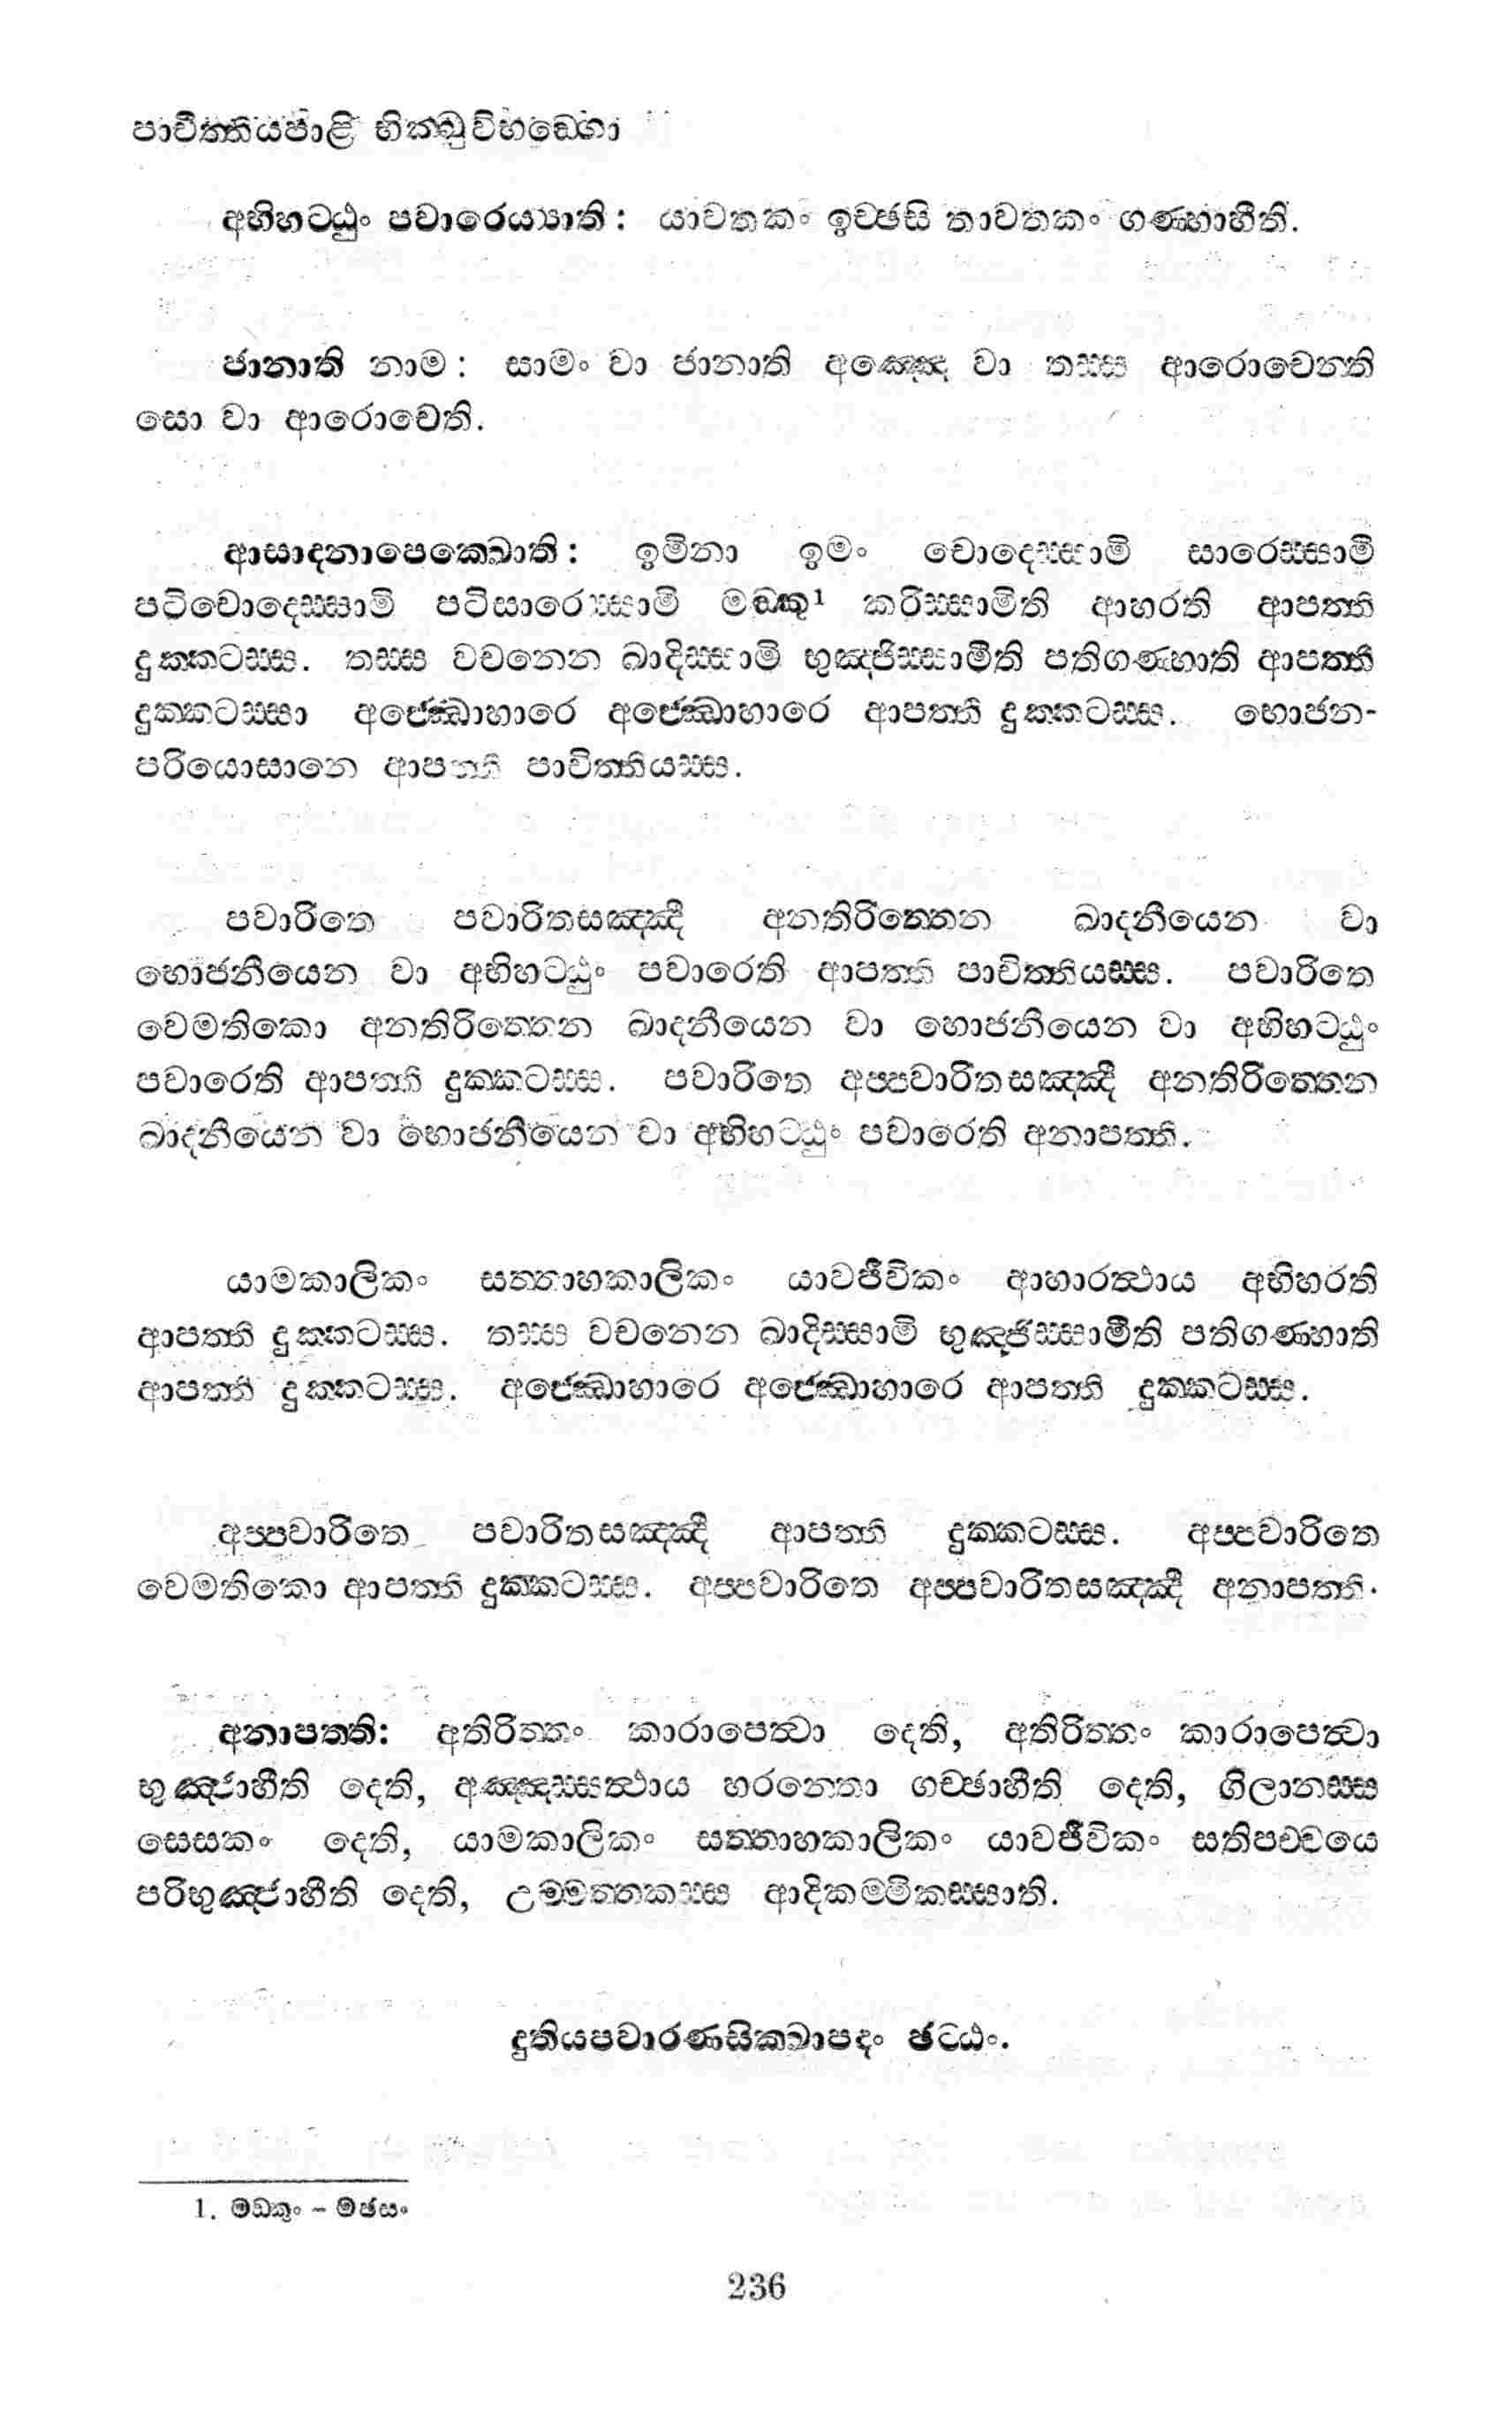 පාචිත්තියපාළි භික්ඛුවිභඞ්ගො
අභිහට්ඨුං පවාරෙය්‍යාති: යාවතකං ඉච්ඡසි තාවතකං ගණ්හාහීති.
ජානාති නාම: සාමං වා ජානාති අඤ්ඤෙ වා තස්ස ආරොචෙන්ති
සො වා ආරොචෙති.
ආසාදනාපෙක්ඛොති: ඉමිනා ඉමං චොදෙස්සාමි සාරෙස්සාමි
පටිචොදෙස්සාමි පටිසාරෙස්සාමි මඞ්කු¹ කරිස්සාමිති ආහරති ආපත්ති
දුක්කටස්ස. තස්ස වචනෙන ඛාදිස්සාමි භුඤ්ජිස්සාමීති පතිගණ්හාති ආපත්ති
දුක්කටස්සා අජ්ඣොහාරෙ අජ්ඣොහාරෙ ආපත්ති දුක්කටස්ස. භොජන-
පරියොසානෙ ආපත්ති පාචිත්තියස්ස.
පවාරිතෙ පවාරිතසඤ්ඤී අනතිරිත්තෙන ඛාදනීයෙන වා
භොජනීයෙන වා අභිහට්ඨුං පවාරෙති ආපත්ති පාචිත්තියස්ස. පවාරිතෙ
වෙමතිකො අනතිරිත්තෙන ඛාදනීයෙන වා භොජනීයෙන වා අභිහට්ඨුං
පවාරෙති ආපත්ති දුක්කටස්ස. පවාරිතෙ අප්පවාරිතසඤ්ඤී අනතිරිත්තෙන
ඛාදනීයෙන වා භොජනීයෙන වා අභිහට්ඨුං පවාරෙති අනාපත්ති.
යාමකාලිකං සත්තාහකාලිකං යාවජීවිකං ආහාරත්ථාය අභිහරති
ආපත්ති දුක්කටස්ස. තස්ස වචනෙන ඛාදිස්සාමි භුඤ්ජිස්සාමීති පතිගණ්හාති
ආපත්ති දුක්කටස්ස. අජ්ඣොහාරෙ අජ්ඣොහාරෙ ආපත්ති දුක්කටස්ස.
අප්පවාරිතෙ පවාරිතසඤ්ඤී ආපත්ති දුක්කටස්ස. අප්පවාරිතෙ
වෙමතිකො ආපත්ති දුක්කටස්ස. අප්පවාරිතෙ අප්පවාරිතසඤ්ඤී අනාපත්ති.
අනාපත්ති: අතිරිත්තං කාරාපෙත්වා දෙති, අතිරිත්තං කාරාපෙත්වා
භුඤ්ජාහීති දෙති, අඤ්ඤස්සත්ථාය හරන්තො ගච්ඡාහීති දෙති, ගිලානස්ස
සෙසකං දෙති, යාමකාලිකං සත්තාහකාලිකං යාවජීවිකං සතිපච්චයෙ
පරිභුඤ්ජාහීති දෙති, උම්මත්තකස්ස ආදිකම්මිකස්සාති.
දුතියපවාරණසික්ඛාපදං ඡට්ඨං.
1. මඞ්කුං - මඡසං
236